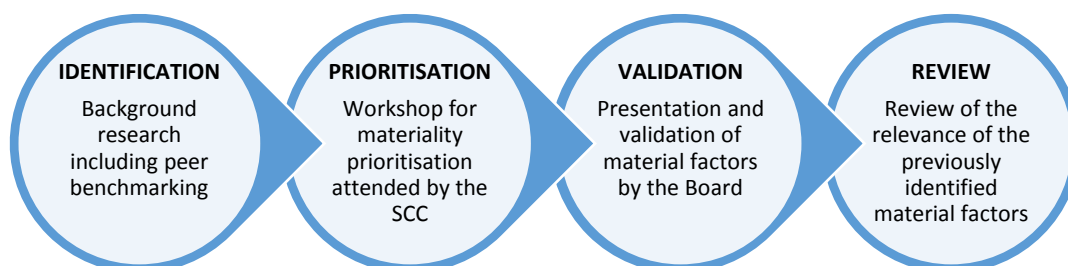 IDENTIFICATION
Background
research
including peer
benchmarking
PRIORITISATION
Workshop for
materiality
prioritisation
attended by the
SCC
VALIDATION
Presentation and
validation of
material factors
by the Board
REVIEW
Review of the
relevance of the
previously
identified
material factors